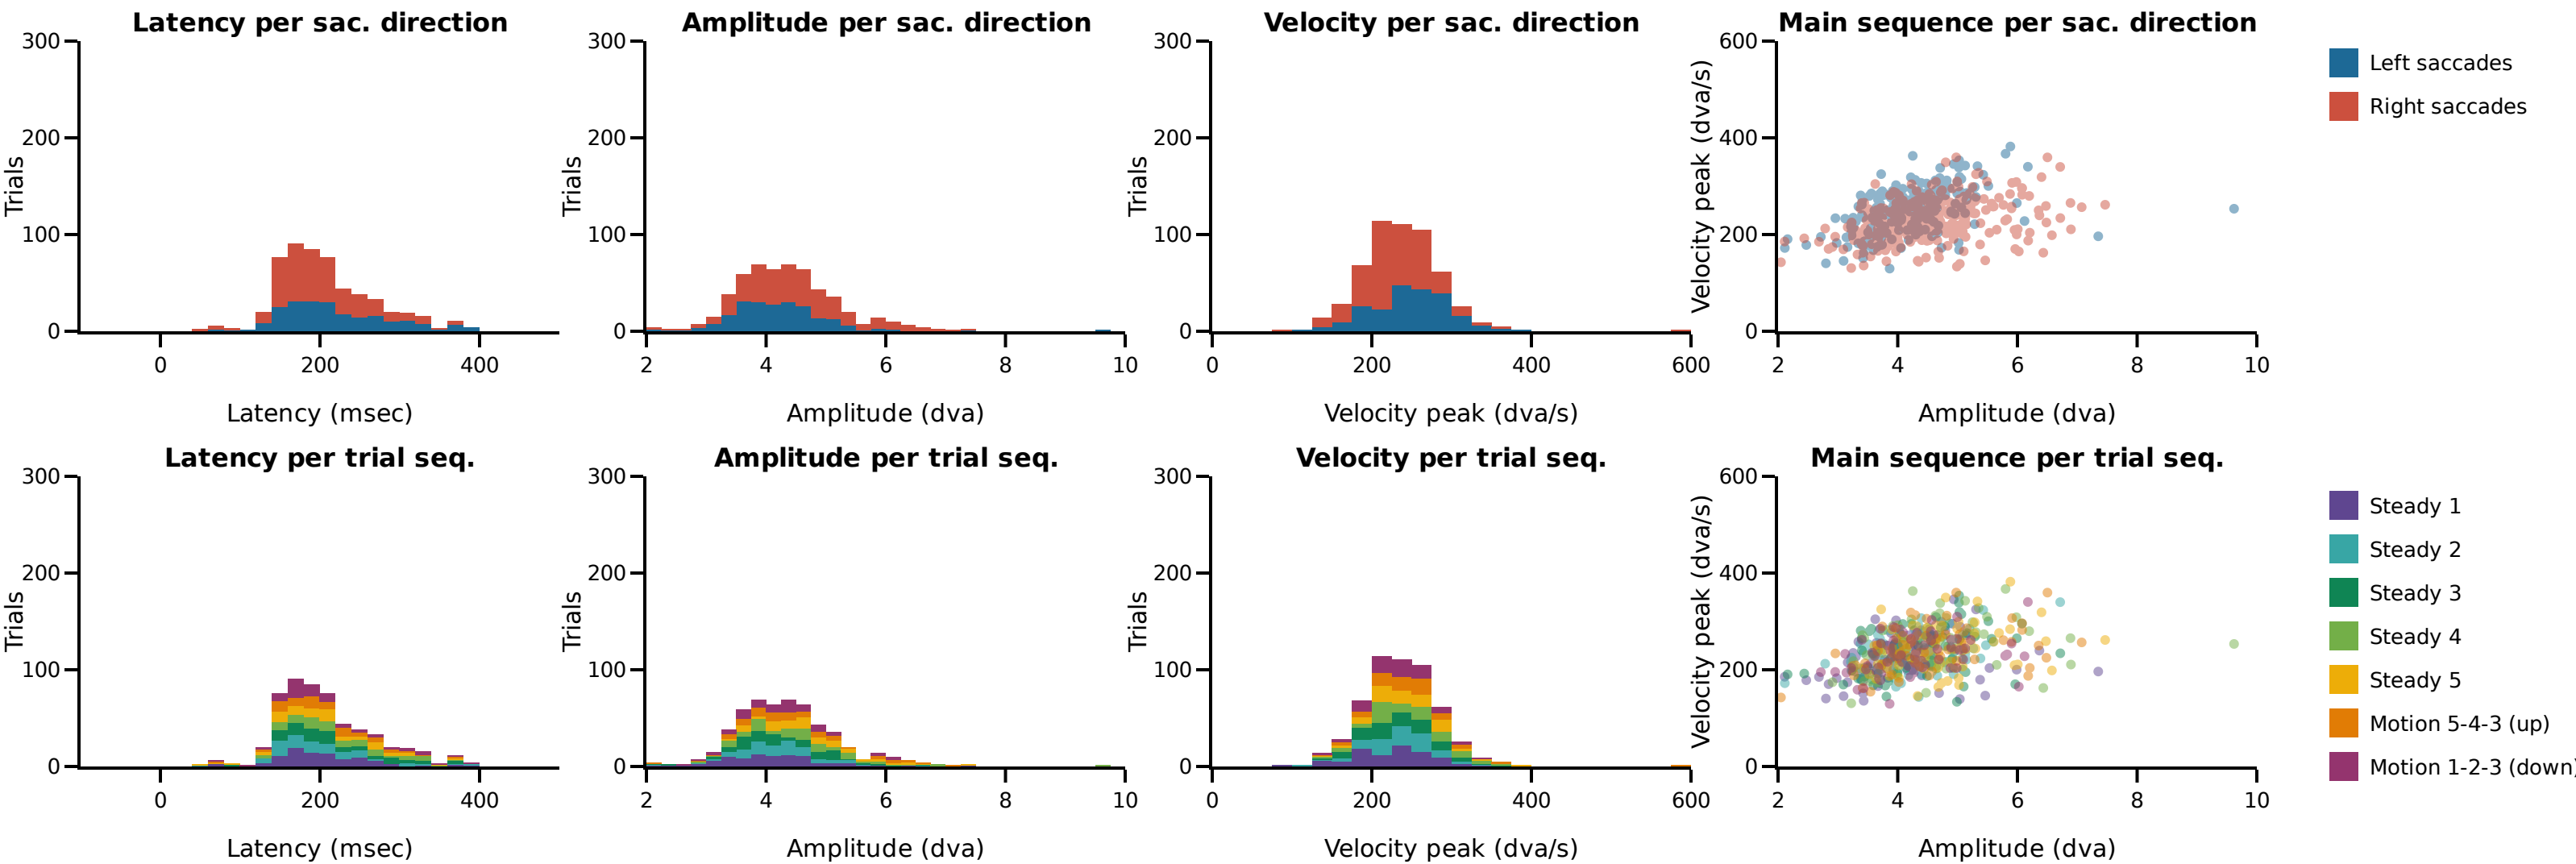 Latency per sac. direction
300
200
100
0
Trials
0 200 400
Latency (msec)
Amplitude per sac. direction
300
200
100
0
Trials
2 4 6 8 10
Amplitude (dva)
Velocity per sac. direction
300
200
100
0
Trials
0 200 400 600
Velocity peak (dva/s)
Main sequence per sac. direction
600
400
200
0
Velocity peak (dva/s)
2 4 6 8 10
Amplitude (dva)
Left saccades
Right saccades
Latency per trial seq.
300
200
100
0
Trials
0 200 400
Latency (msec)
Amplitude per trial seq.
300
200
100
0
Trials
2 4 6 8 10
Amplitude (dva)
Velocity per trial seq.
300
200
100
0
Trials
0 200 400 600
Velocity peak (dva/s)
Main sequence per trial seq.
600
400
200
0
Velocity peak (dva/s)
2 4 6 8 10
Amplitude (dva)
Steady 1
Steady 2
Steady 3
Steady 4
Steady 5
Motion 5-4-3 (up)
Motion 1-2-3 (down)